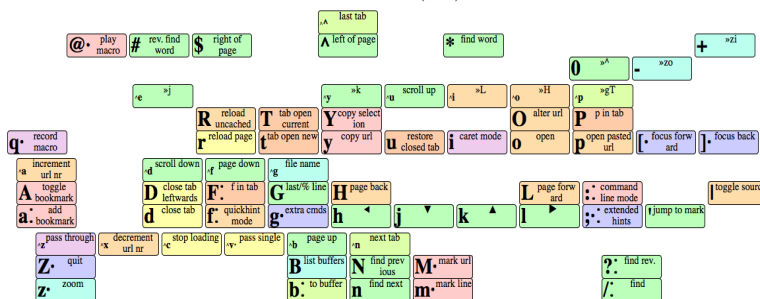 ^^ last tab
@· play macro
# rev. find word
$ right of page
^ left of page
* find word
+ »zi
0 »^
- »zo
^e »j
^y »k
^u scroll up
^i »L
^o »H
^p »gT
R reload uncached
T tab open current
Y copy selection
O alter url
P p in tab
q· record macro
r reload page
t tab open new
y copy url
u restore closed tab
i caret mode
o open
p open pasted url
[· focus forward
]· focus back
^a increment url nr
^d scroll down
^f page down
^g file name
A toggle bookmark
D close tab leftwards
F: f in tab
G last/% line
H page back
L page forward
: command line mode
| toggle sour
a: add bookmark
d close tab
f: quickhint mode
g· extra cmds
h ◄
j ▼
k ▲
l ►
;: extended hints
' jump to mark
^z pass through
^x decrement url nr
^c stop loading
^v· pass single
^b page up
^n next tab
Z· quit
B list buffers
N find previous
M· mark url
?: find rev.
z· zoom
b: to buffer
n find next
m· mark line
/: find